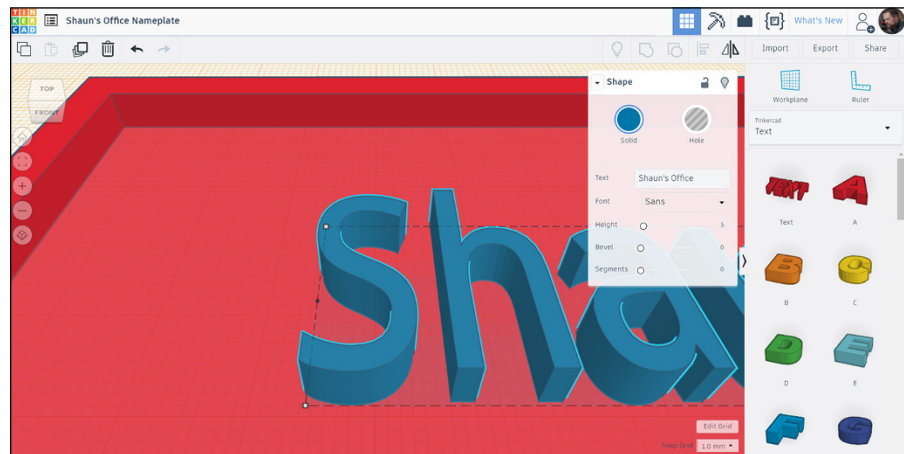 TIN
KER
CAD
Shaun's Office Nameplate
What's New
Import
Export
Share
TOP
FRONT
Shape
Solid
Hole
Text
Shaun's Office
Font
Sans
Height
5
Bevel
0
Segments
0
Sha
Workplane
Ruler
Tinkercad
Text
TEXT
A
Text
A
B
C
B
C
D
E
D
E
F
G
Edit Grid
Snap Grid
1.0 mm